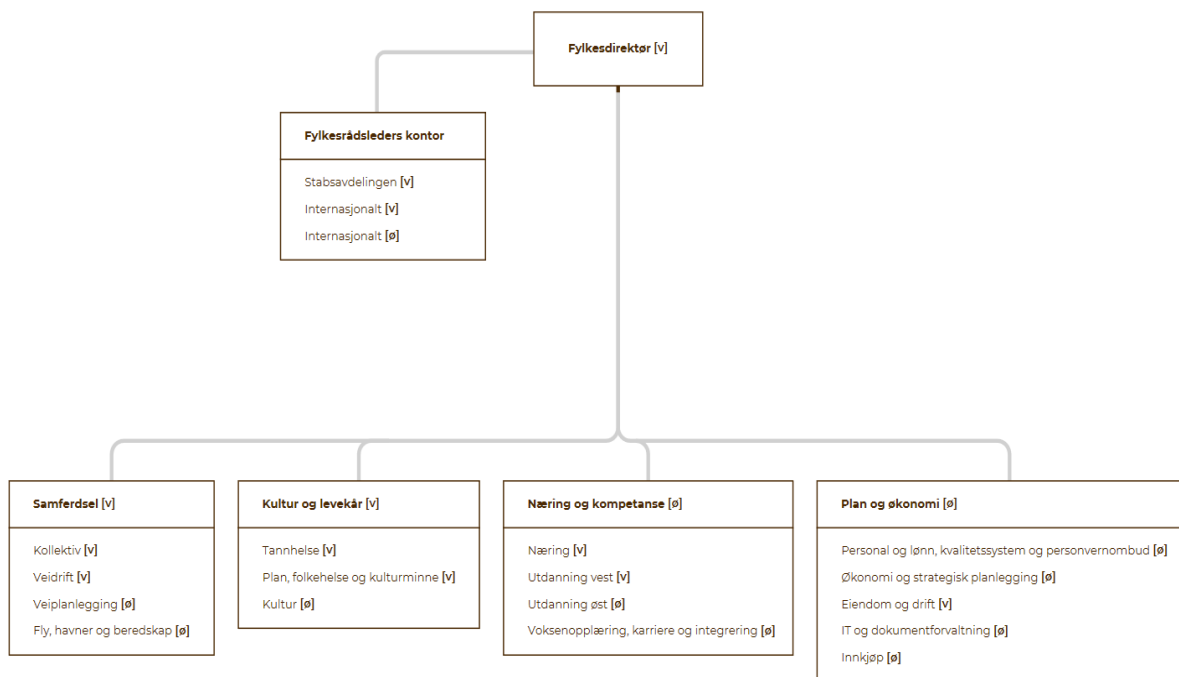 Fylkesdirektør [v]
Fylkesrådsleders kontor
Stabsavdelingen [v]
Internasjonalt [v]
Internasjonalt [ø]
Samferdsel [v]
Kollektiv [v]
Veidrift [v]
Veiplanlegging [ø]
Fly, havner og beredskap [ø]
Kultur og levekår [v]
Tannhelse [v]
Plan, folkehelse og kulturminne [v]
Kultur [ø]
Næring og kompetanse [ø]
Næring [v]
Utdanning vest [v]
Utdanning øst [ø]
Voksenopplæring, karriere og integrering [ø]
Plan og økonomi [ø]
Personal og lønn, kvalitetssystem og personvernombud [ø]
Økonomi og strategisk planlegging [ø]
Eiendom og drift [v]
IT og dokumentforvaltning [ø]
Innkjøp [ø]